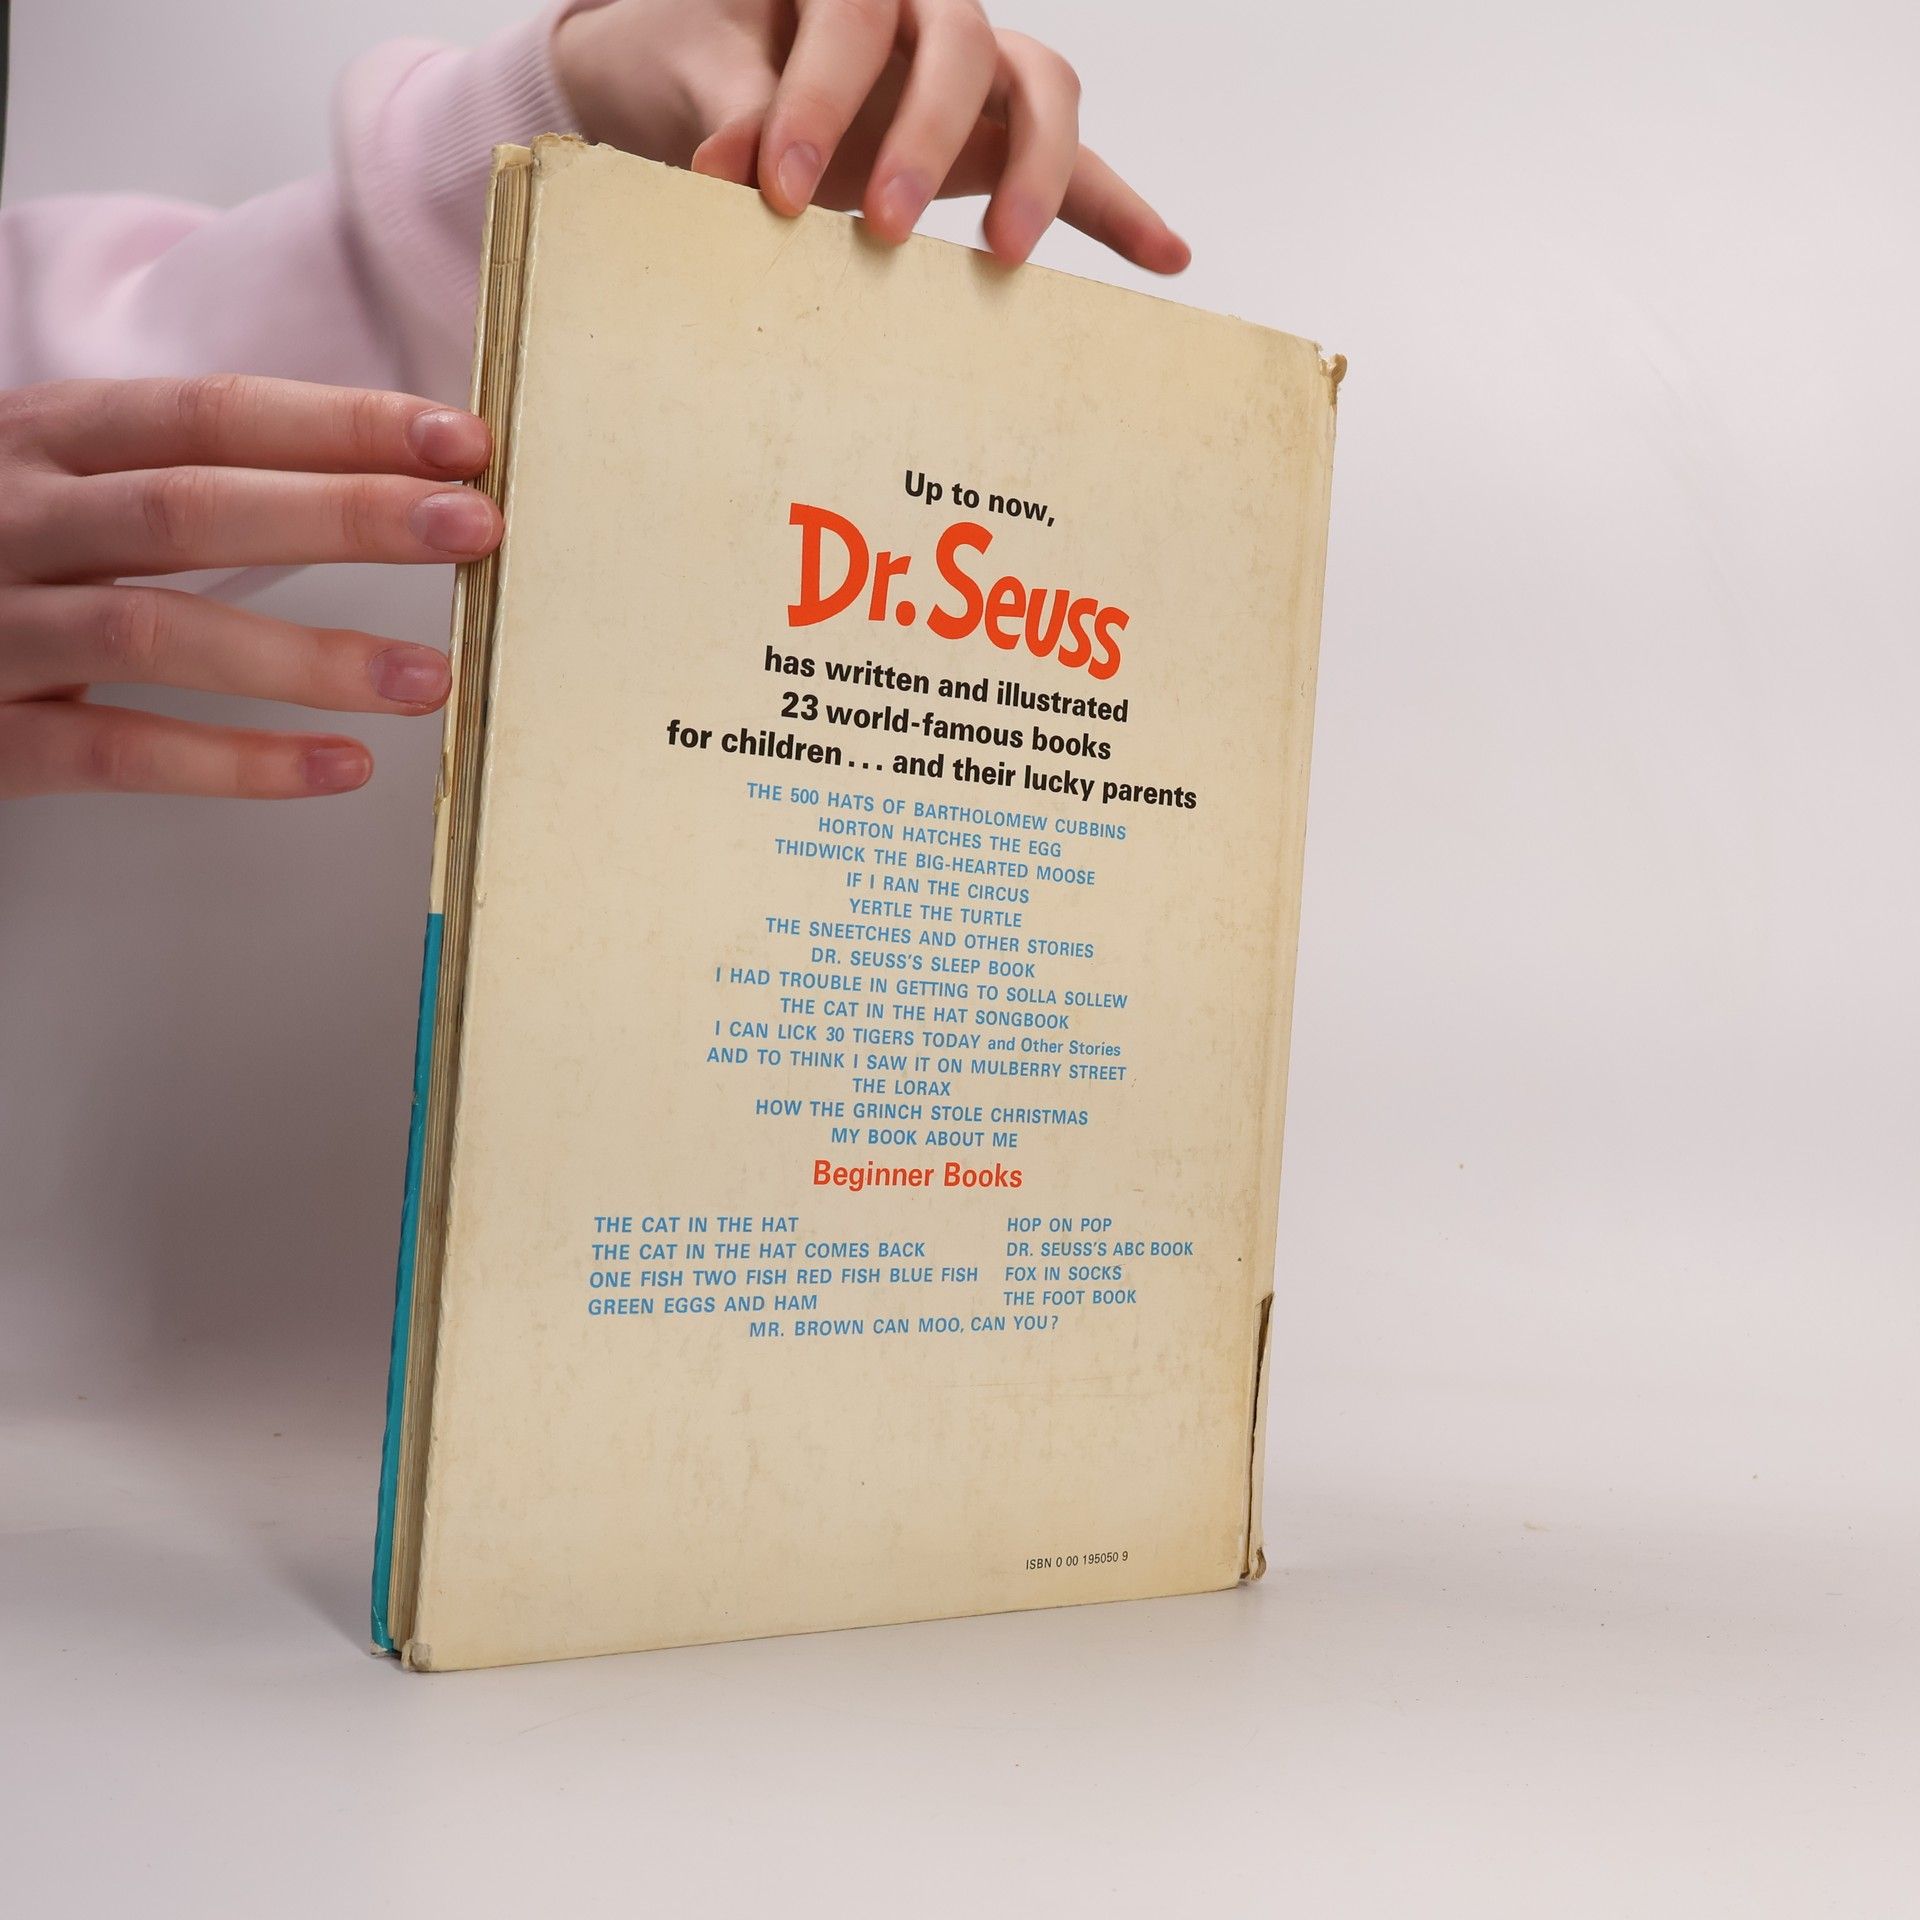 Up to now,
Dr. Seuss
has written and illustrated
23 world-famous books
for children... and their lucky parents
THE 500 HATS OF BARTHOLOMEW CUBBINS
HORTON HATCHES THE EGG
THIDWICK THE BIG-HEARTED MOOSE
IF I RAN THE CIRCUS
YERTLE THE TURTLE
THE SNEETCHES AND OTHER STORIES
DR. SEUSS'S SLEEP BOOK
I HAD TROUBLE IN GETTING TO SOLLA SOLLEW
THE CAT IN THE HAT SONGBOOK
I CAN LICK 30 TIGERS TODAY and Other Stories
AND TO THINK I SAW IT ON MULBERRY STREET
THE LORAX
HOW THE GRINCH STOLE CHRISTMAS
MY BOOK ABOUT ME
Beginner Books
THE CAT IN THE HAT
THE CAT IN THE HAT COMES BACK
ONE FISH TWO FISH RED FISH BLUE FISH
GREEN EGGS AND HAM
HOP ON POP
DR. SEUSS'S ABC BOOK
FOX IN SOCKS
THE FOOT BOOK
MR. BROWN CAN MOO, CAN YOU?
ISBN 0 00 195050 9